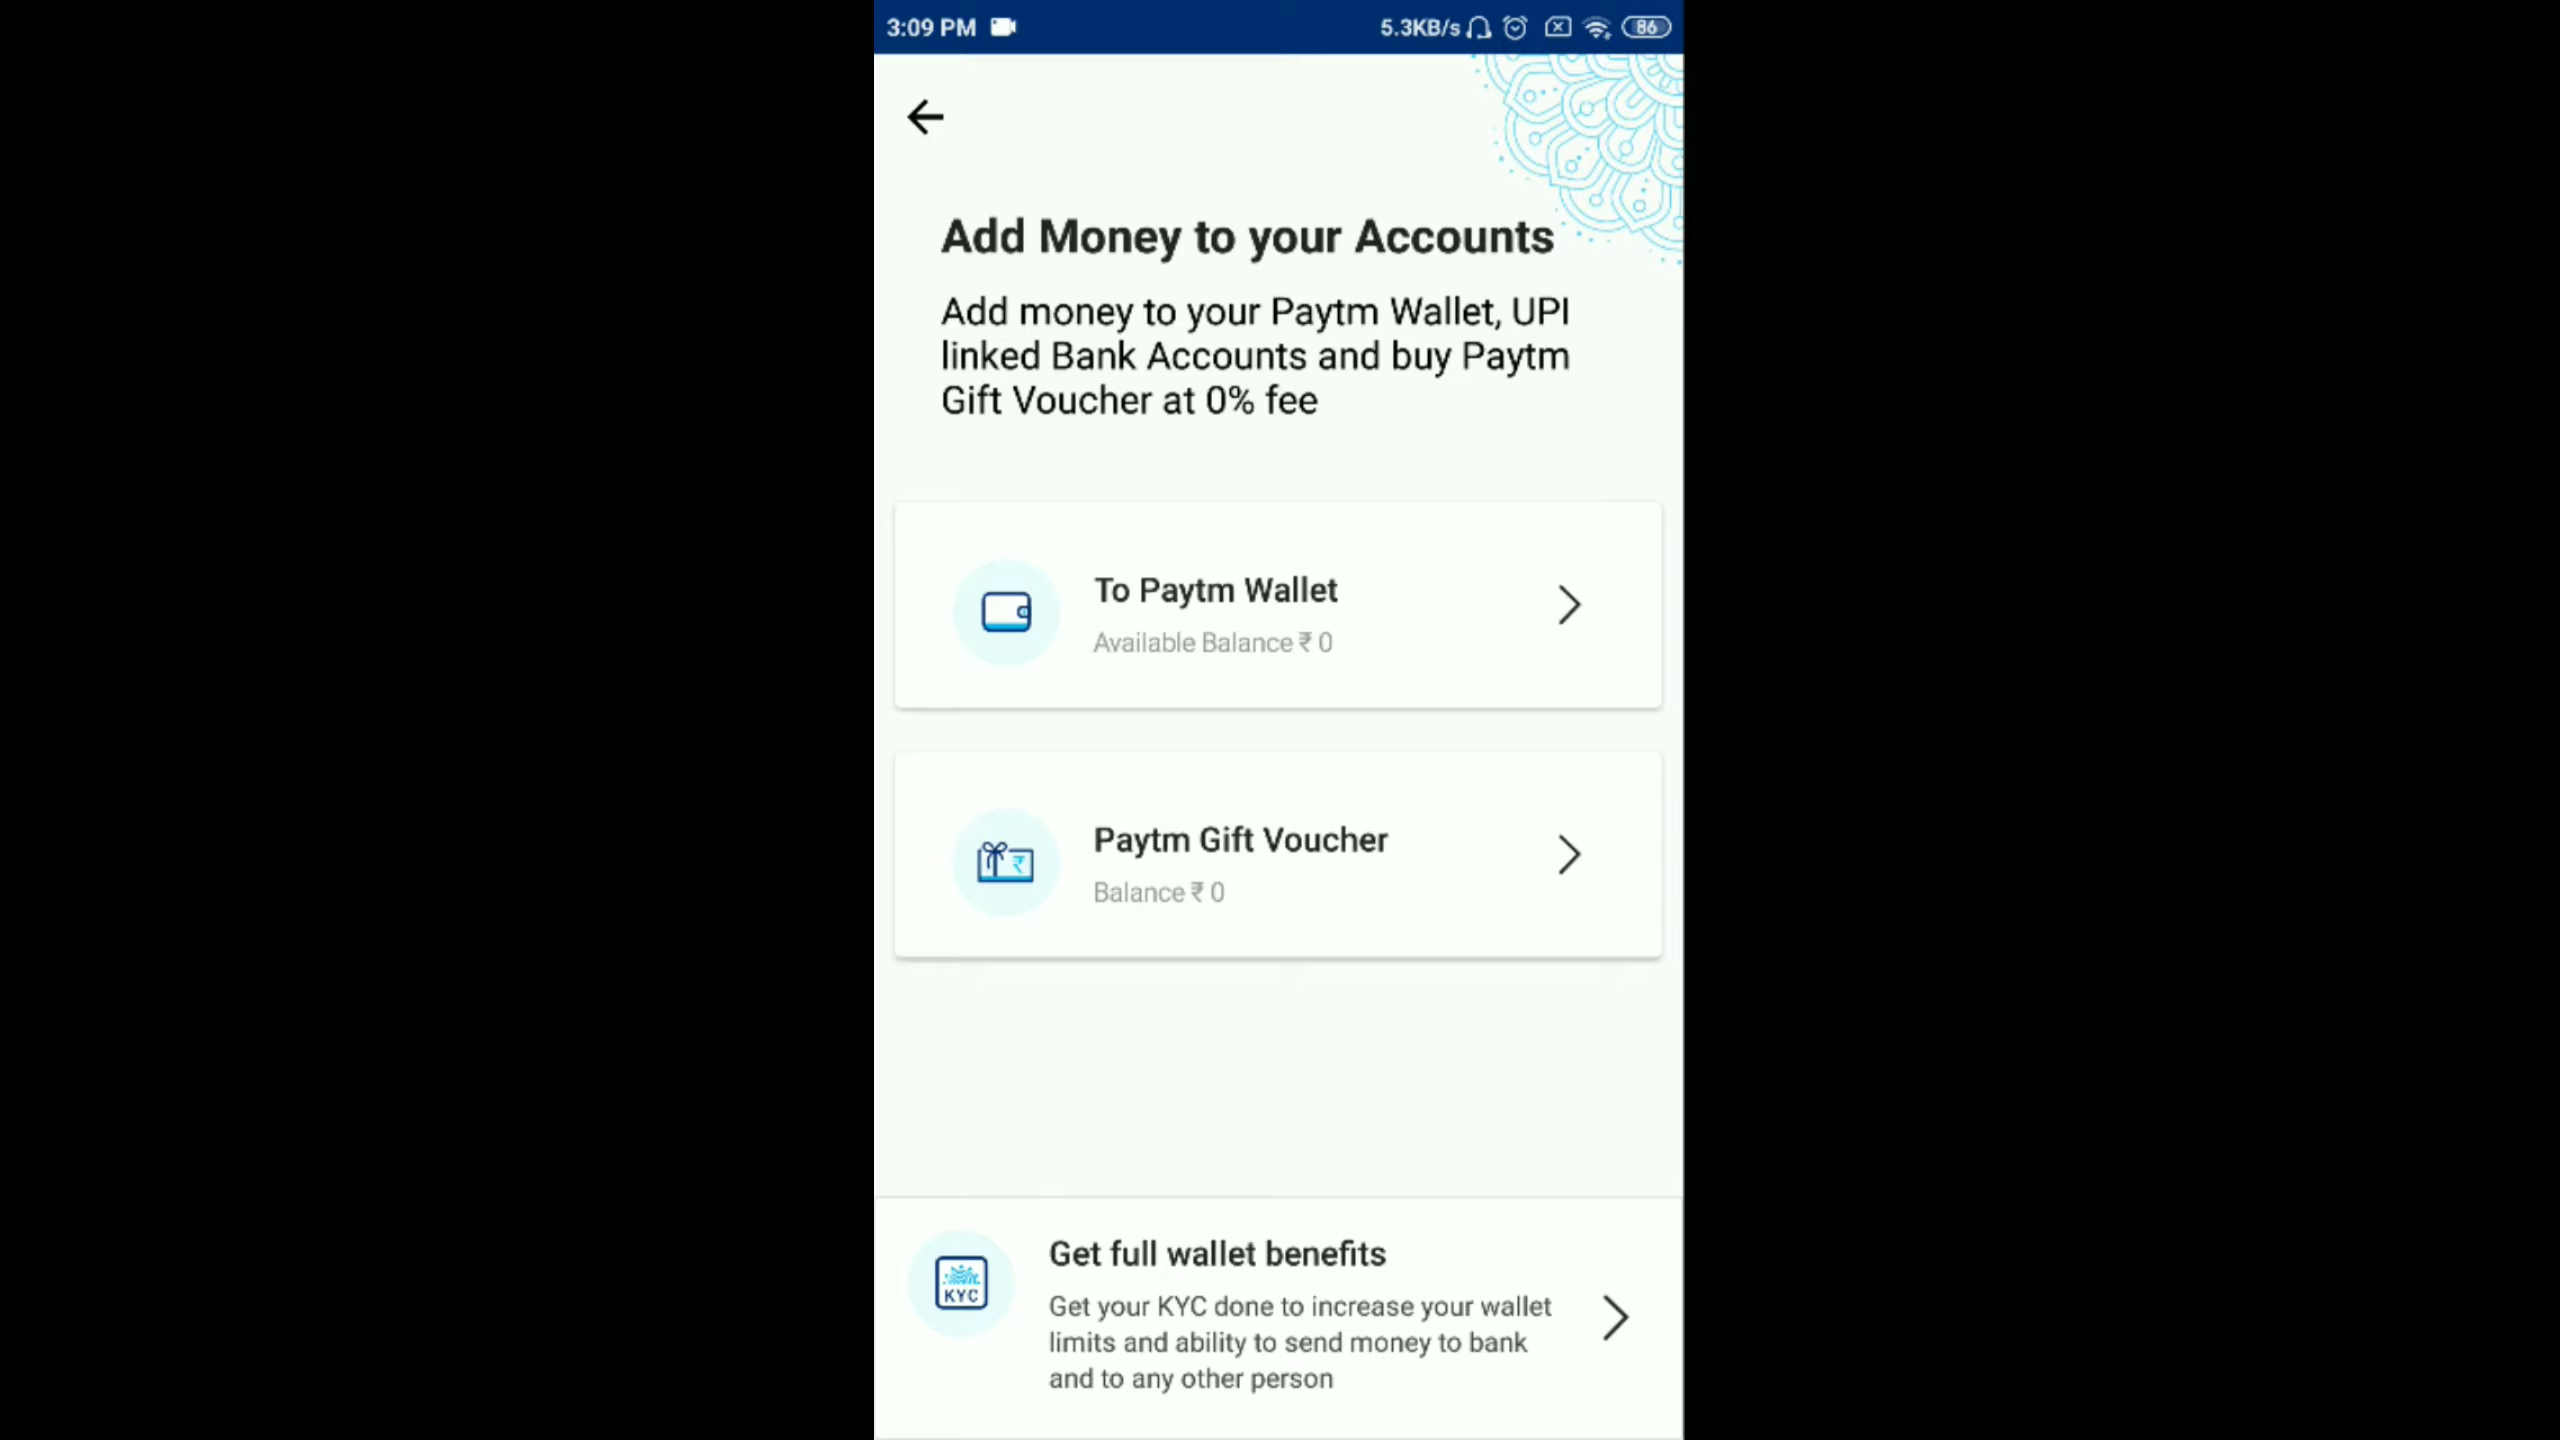 3:09 PM
5.3KB/s
86
Add Money to your Accounts
Add money to your Paytm Wallet, UPI
linked Bank Accounts and buy Paytm
Gift Voucher at 0% fee
To Paytm Wallet
Available Balance ₹ 0
Paytm Gift Voucher
Balance ₹ 0
₹
Get full wallet benefits
KYC
Get your KYC done to increase your wallet
limits and ability to send money to bank
and to any other person